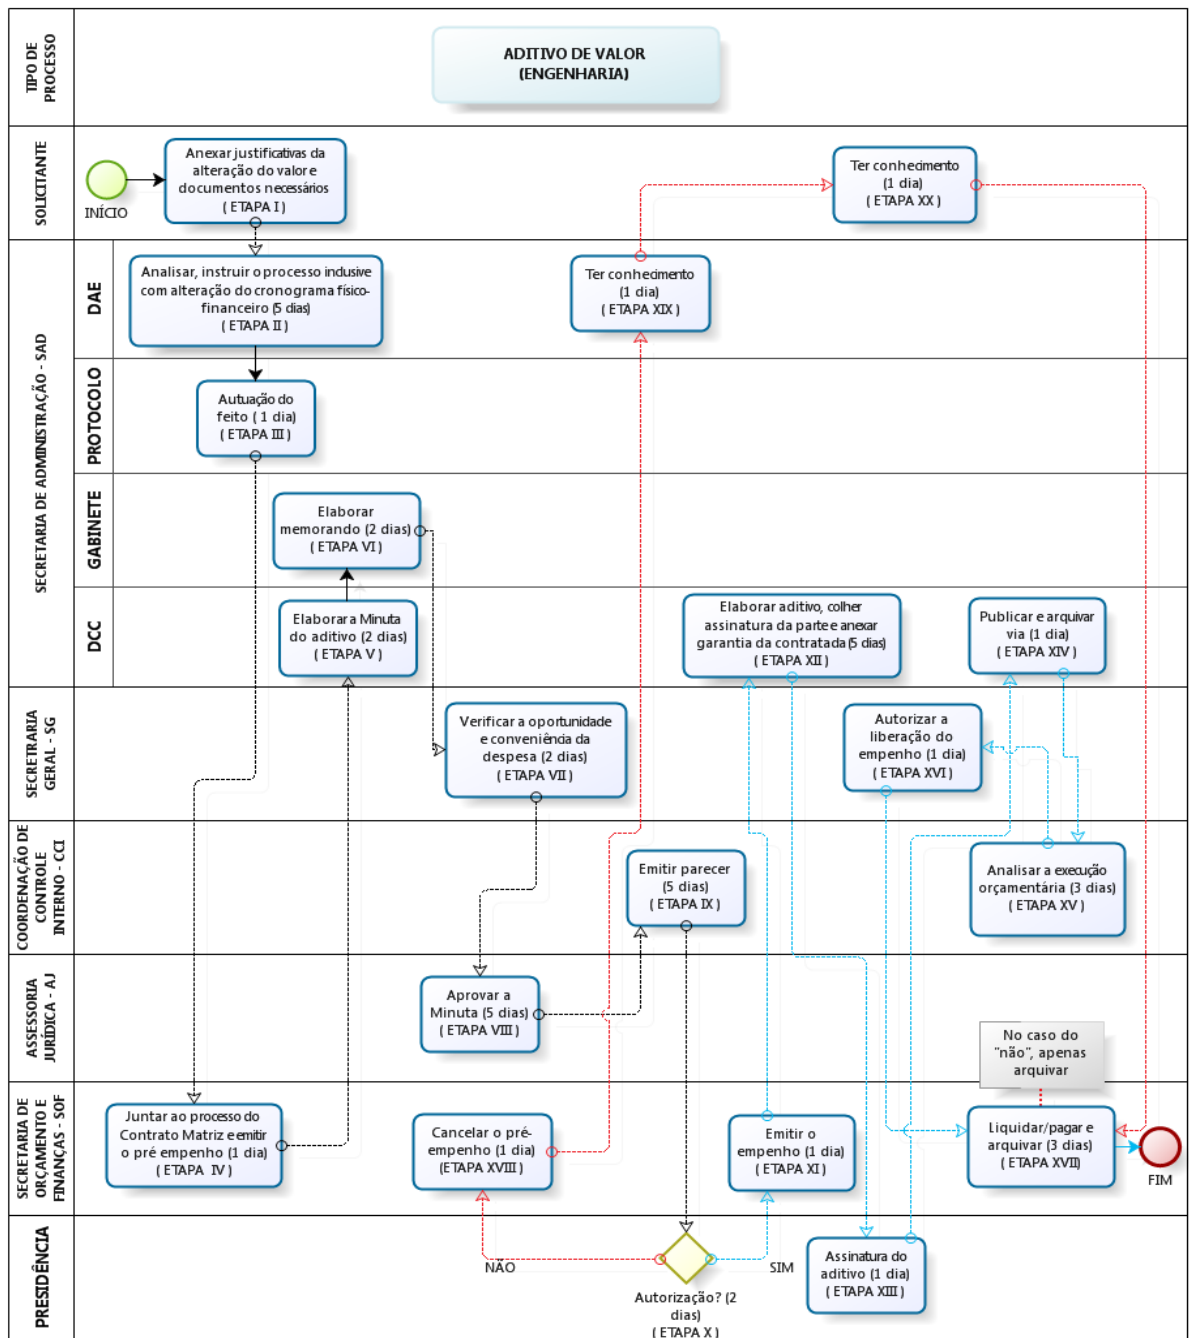 TIPO DE
PROCESSO
ADITIVO DE VALOR
(ENGENHARIA)
SOLICITANTE
INÍCIO
Anexar justificativas da
alteração do valor e
documentos necessários
( ETAPA I )
Ter conhecimento
(1 dia)
( ETAPA XX )
SECRETARIA DE ADMINISTRAÇÃO - SAD
DAE
Analisar, instruir o processo inclusive
com alteração do cronograma físico-
financeiro (5 dias)
( ETAPA II )
Ter conhecimento
(1 dia)
( ETAPA XIX )
PROTOCOLO
Autuação do
feito ( 1 dia)
( ETAPA III )
GABINETE
Elaborar
memorando (2 dias)
( ETAPA VI )
DCC
Elaborar a Minuta
do aditivo (2 dias)
( ETAPA V )
Elaborar aditivo, colher
assinatura da parte e anexar
garantia da contratada (5 dias)
( ETAPA XII )
Publicar e arquivar
via (1 dia)
( ETAPA XIV )
SECRETRARIA
GERAL - SG
Verificar a oportunidade
e conveniência da
despesa (2 dias)
( ETAPA VII )
Autorizar a
liberação do
empenho (1 dia)
( ETAPA XVI )
COORDENAÇÃO DE
CONTROLE
INTERNO - CCI
Emitir parecer
(5 dias)
( ETAPA IX )
Analisar a execução
orçamentária (3 dias)
( ETAPA XV )
ASSESSORIA
JURÍDICA - AJ
Aprovar a
Minuta (5 dias)
( ETAPA VIII )
No caso do
"não", apenas
arquivar
SECRETARIA DE
ORÇAMENTO E
FINANÇAS - SOF
Juntar ao processo do
Contrato Matriz e emitir
o pré empenho (1 dia)
( ETAPA IV )
Cancelar o pré-
empenho (1 dia)
(ETAPA XVIII )
Emitir o
empenho (1 dia)
( ETAPA XI )
Liquidar/pagar e
arquivar (3 dias)
( ETAPA XVII)
FIM
PRESIDÊNCIA
NÃO
SIM
Autorização? (2
dias)
( ETAPA X )
Assinatura do
aditivo (1 dia)
( ETAPA XIII )